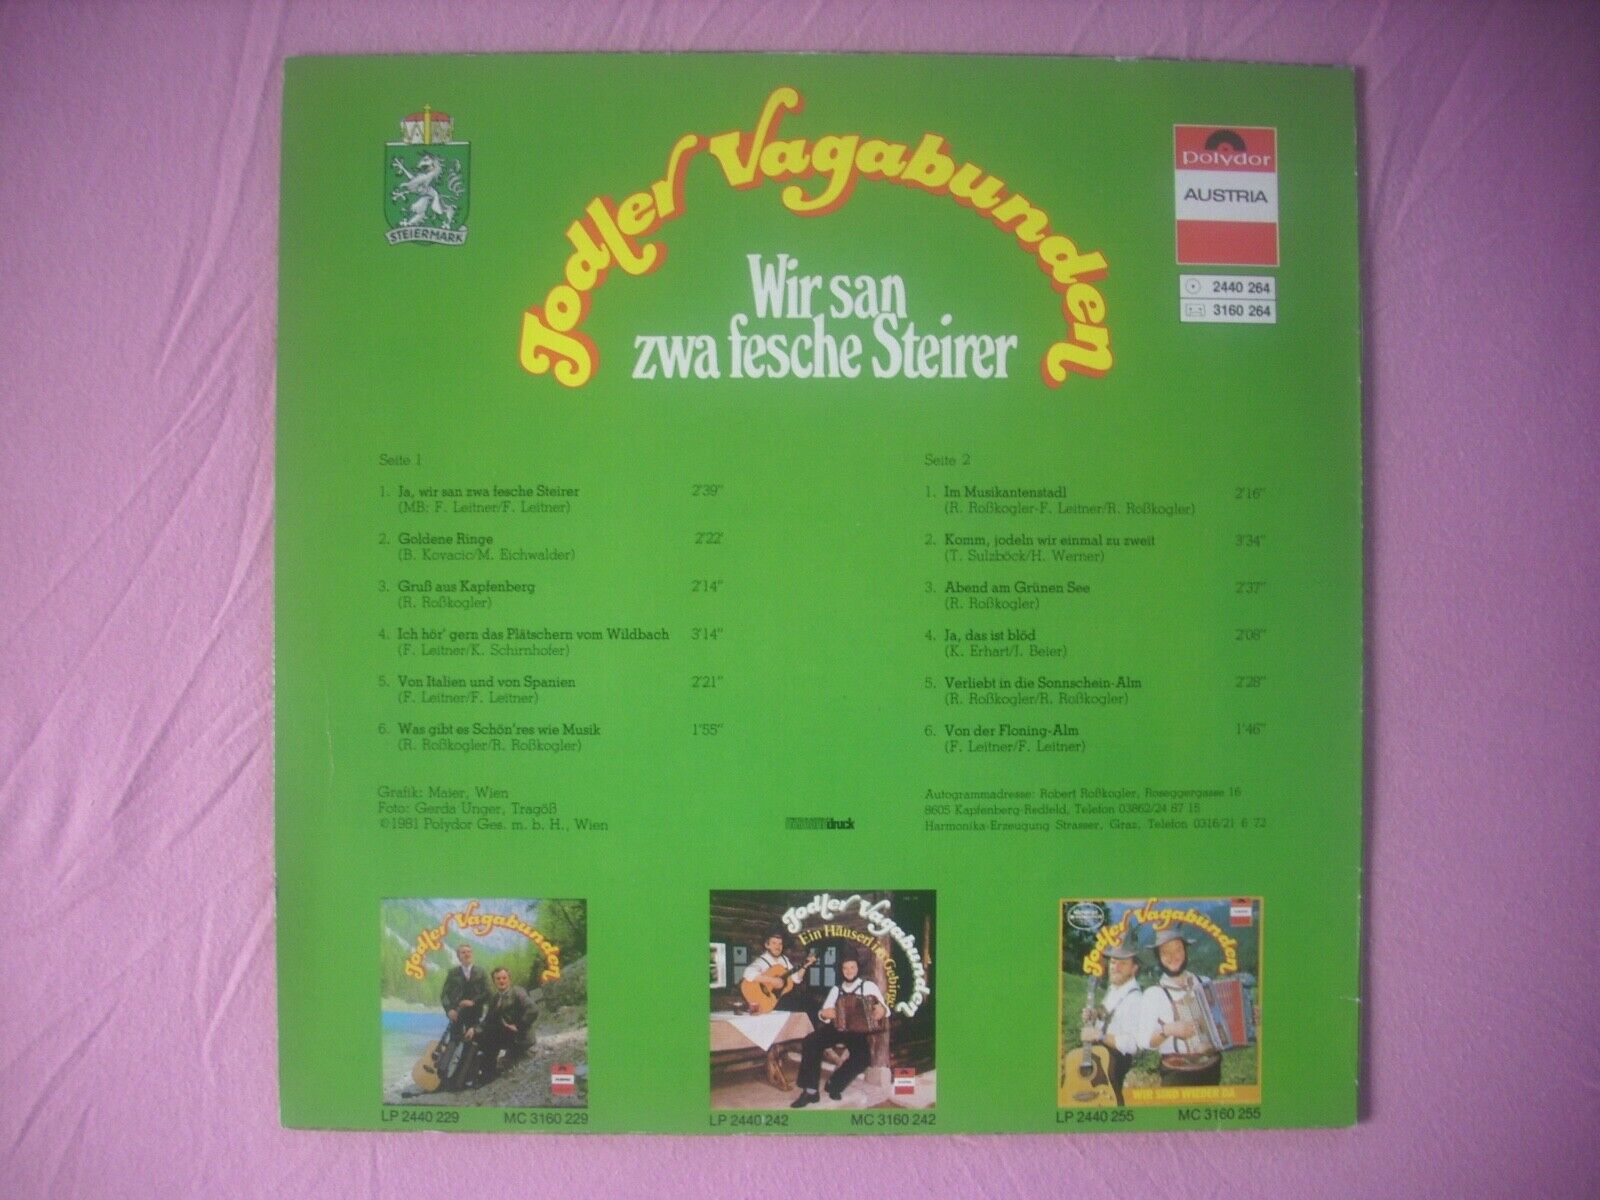 STEIERMARK
Jodler Vagabunden
Wir san
zwa fesche Steirer
polydor
AUSTRIA
2440 264
3160 264
Seite 1
1. Ja, wir san zwa fesche Steirer 2'39"
(MB: F. Leitner/F. Leitner)
2. Goldene Ringe 2'22'
(B. Kovacic/M. Eichwalder)
3. Gruß aus Kapfenberg 2'14"
(R. Roßkogler)
4. Ich hör' gern das Plätschern vom Wildbach 3'14"
(F. Leitner/K. Schirnhofer)
5. Von Italien und von Spanien 2'21"
(F. Leitner/F. Leitner)
6. Was gibt es Schön'res wie Musik 1'55"
(R. Roßkogler/R. Roßkogler)
Seite 2
1. Im Musikantenstadl 2'16"
(R. Roßkogler-F. Leitner/R. Roßkogler)
2. Komm, jodeln wir einmal zu zweit 3'34"
(T. Sulzböck/H. Werner)
3. Abend am Grünen See 2'37"
(R. Roßkogler)
4. Ja, das ist blöd 2'08"
(K. Erhart/J. Beier)
5. Verliebt in die Sonnschein-Alm 2'28"
(R. Roßkogler/R. Roßkogler)
6. Von der Floning-Alm 1'46"
(F. Leitner/F. Leitner)
Grafik: Maier, Wien
Foto: Gerda Unger, Tragöß
©1981 Polydor Ges. m. b. H., Wien
druck
Autogrammadresse: Robert Roßkogler, Roseggergasse 16
8605 Kapfenberg-Redfeld, Telefon 03862/24 87 15
Harmonika-Erzeugung Strasser, Graz, Telefon 0316/21 6 72
Jodler Vagabunden
LP 2440 229 MC 3160 229
Jodler Vagabunden
Ein Häuserl im Gebirge
LP 2440 242 MC 3160 242
Jodler Vagabunden
WIR SIND WIEDER DA
LP 2440 255 MC 3160 255